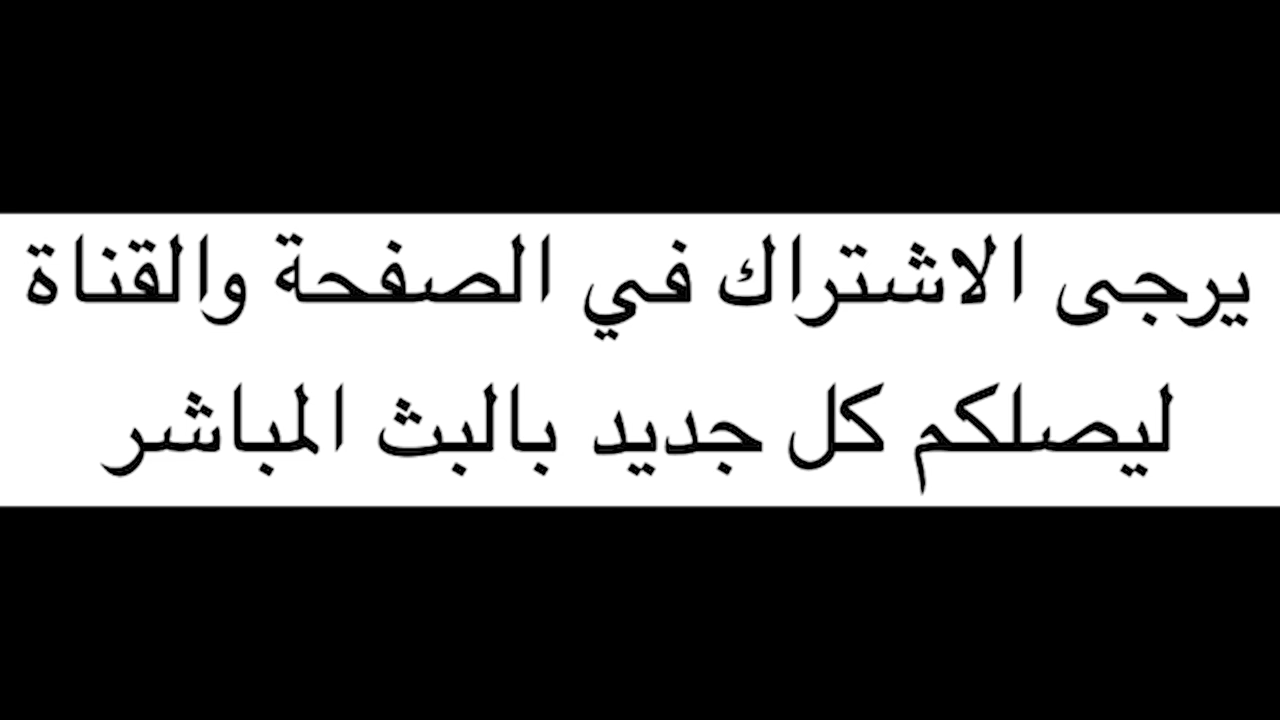 يرجى الاشتراك في الصفحة والقناة
ليصلكم كل جديد بالبث المباشر